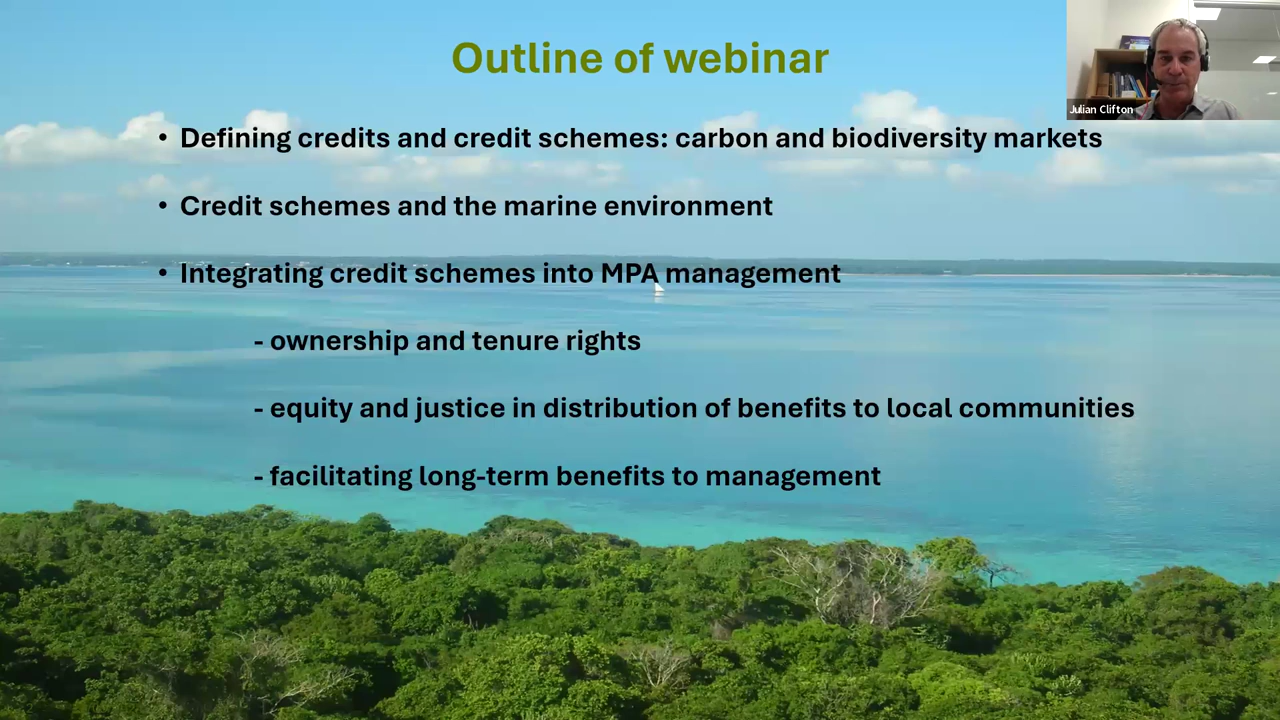 Outline of webinar
Julian Clifton
• Defining credits and credit schemes: carbon and biodiversity markets
• Credit schemes and the marine environment
• Integrating credit schemes into MPA management
- ownership and tenure rights
- equity and justice in distribution of benefits to local communities
- facilitating long-term benefits to management